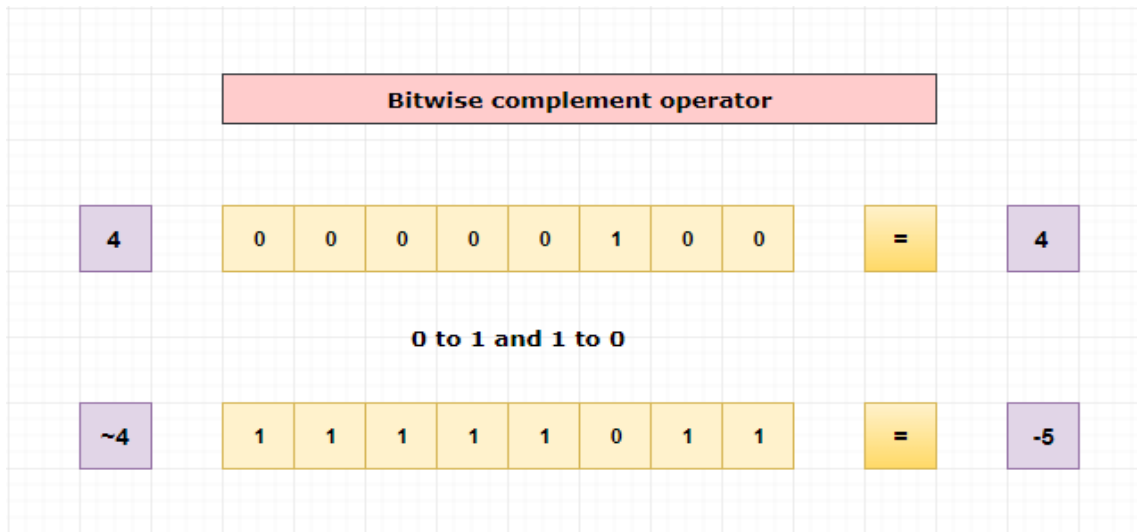 Bitwise complement operator
4 0 0 0 0 0 1 0 0 = 4
0 to 1 and 1 to 0
~4 1 1 1 1 1 0 1 1 = -5